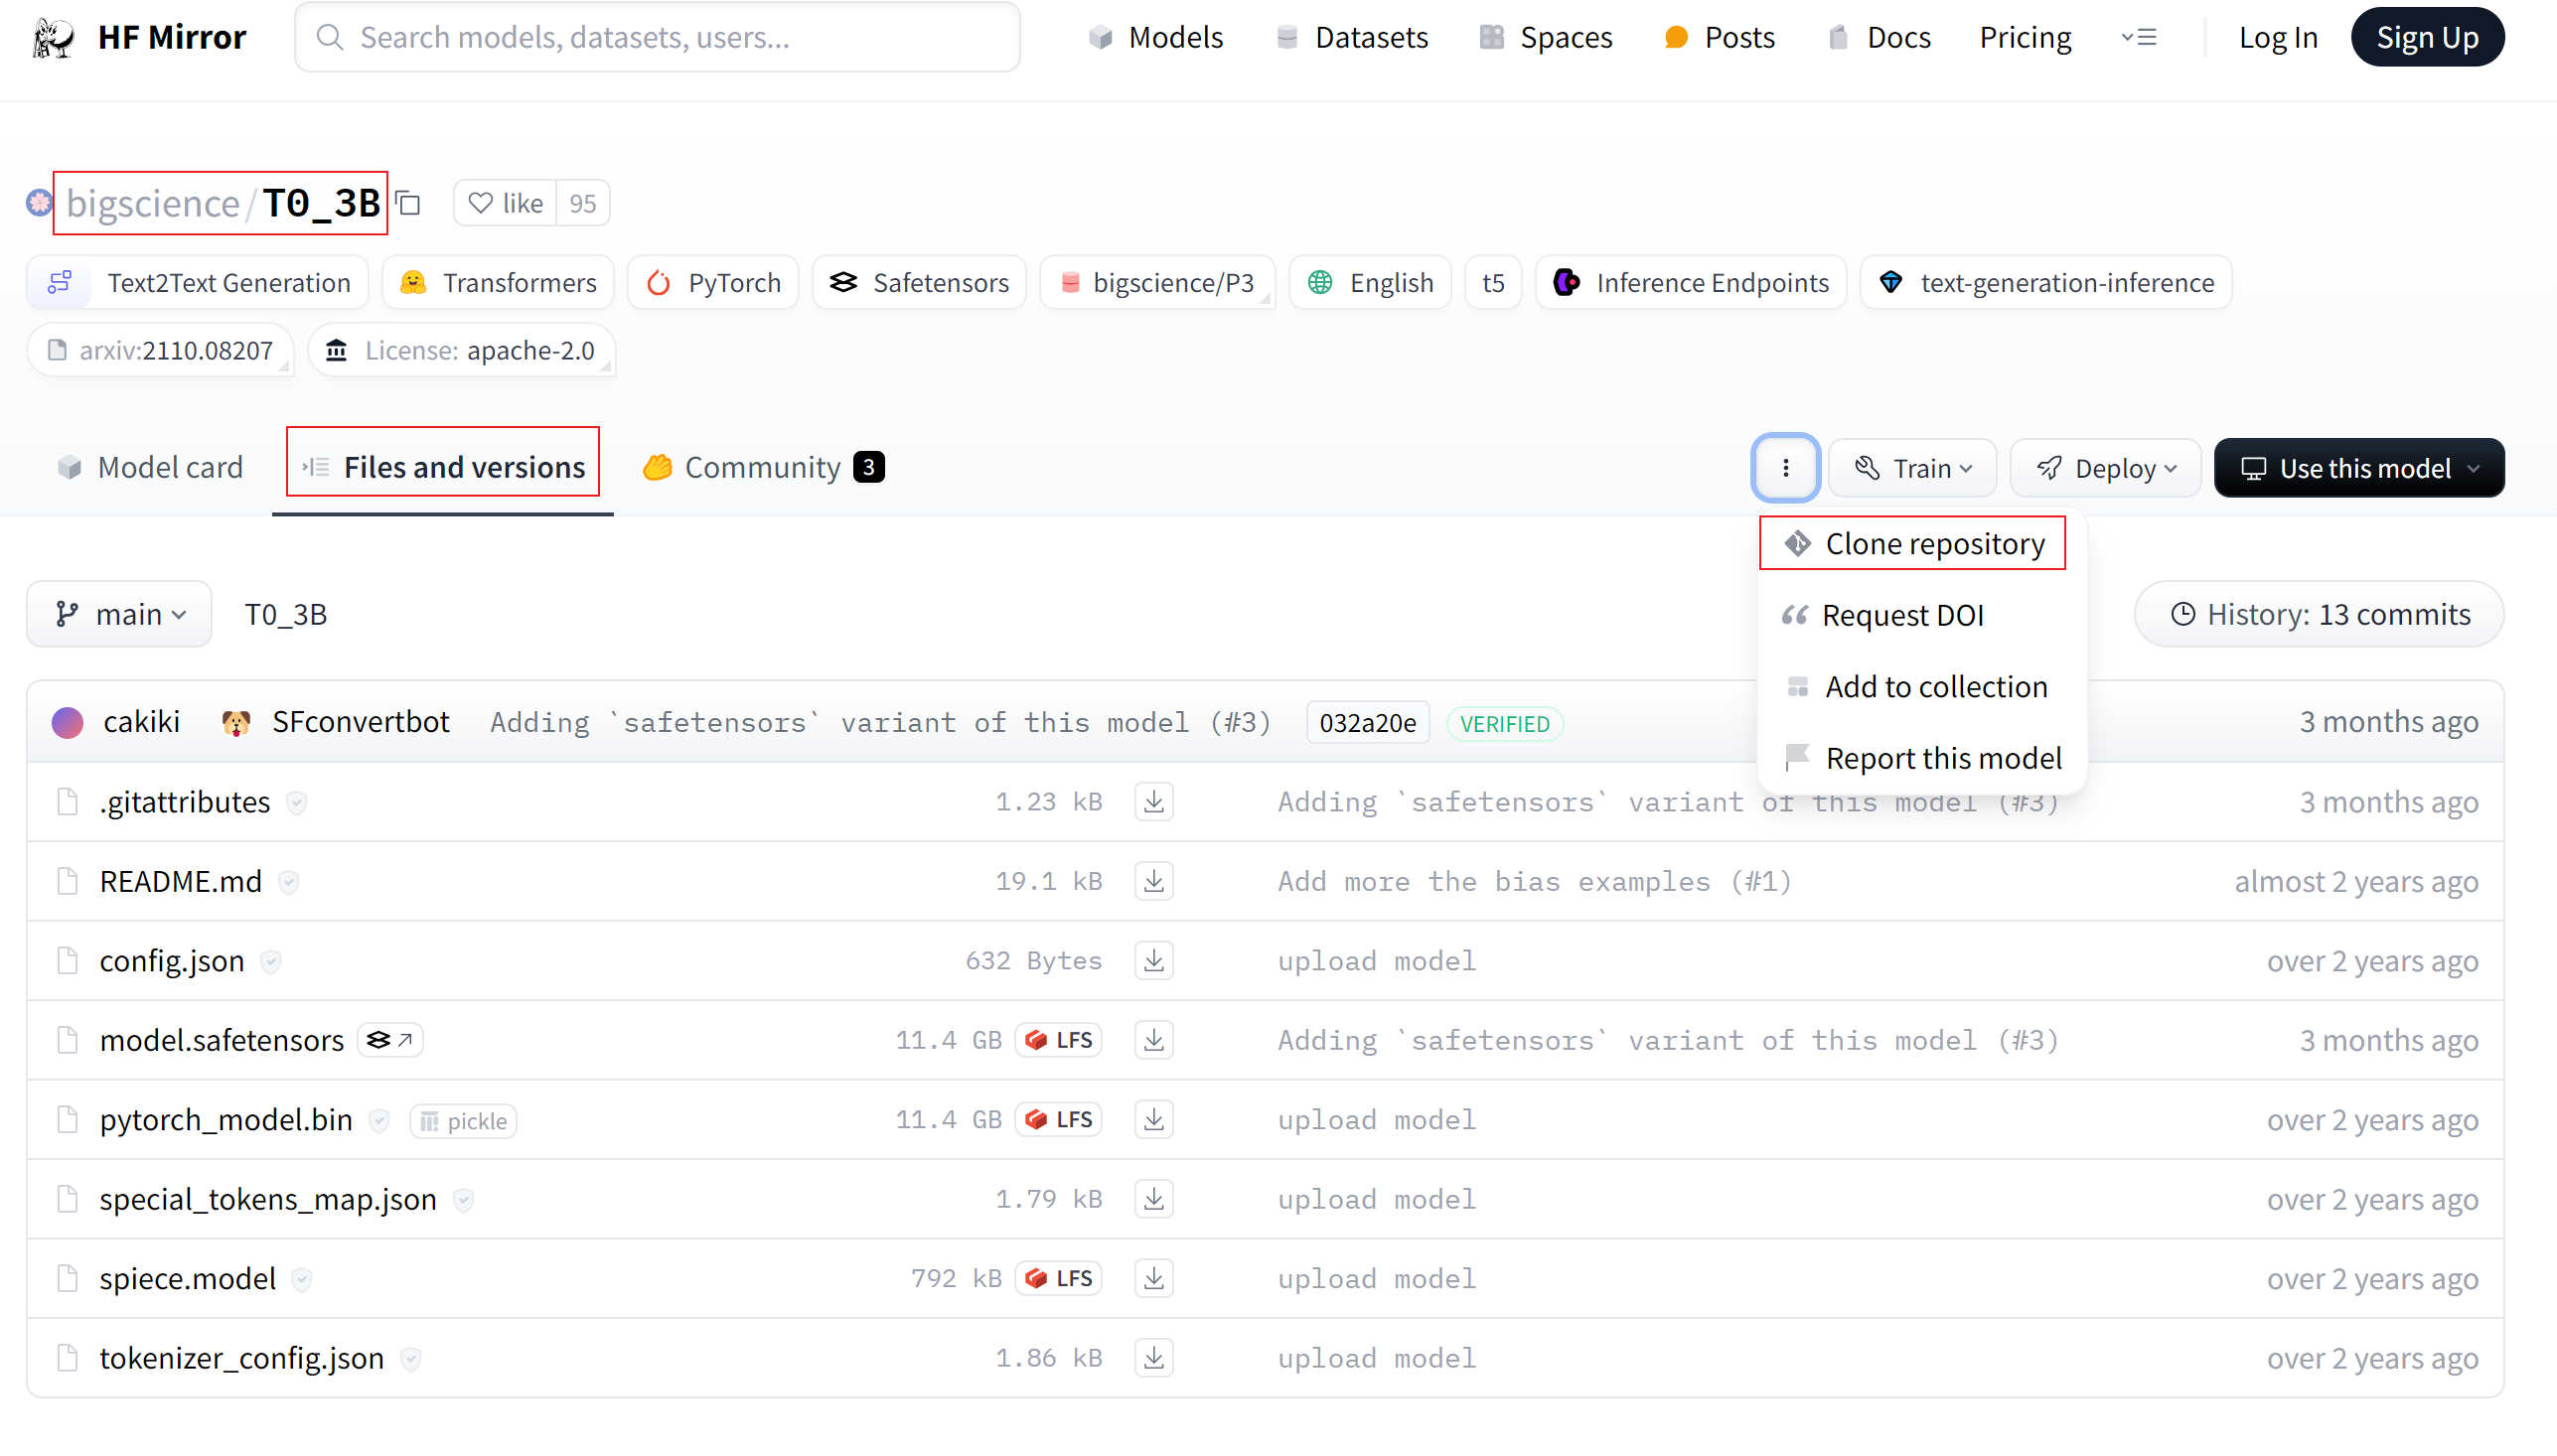 HF Mirror
Search models, datasets, users...
Models
Datasets
Spaces
Posts
Docs
Pricing
Log In
Sign Up
bigscience/T0_3B
like 95
Text2Text Generation
Transformers
PyTorch
Safetensors
bigscience/P3
English
t5
Inference Endpoints
text-generation-inference
arxiv:2110.08207
License: apache-2.0
Model card
Files and versions
Community 3
Train
Deploy
Use this model
Clone repository
Request DOI
Add to collection
Report this model
main
T0_3B
History: 13 commits
cakiki SFconvertbot Adding `safetensors` variant of this model (#3) 032a20e VERIFIED 3 months ago
.gitattributes 1.23 kB Adding `safetensors` variant of this model (#3) 3 months ago
README.md 19.1 kB Add more the bias examples (#1) almost 2 years ago
config.json 632 Bytes upload model over 2 years ago
model.safetensors 11.4 GB LFS Adding `safetensors` variant of this model (#3) 3 months ago
pytorch_model.bin pickle 11.4 GB LFS upload model over 2 years ago
special_tokens_map.json 1.79 kB upload model over 2 years ago
spiece.model 792 kB LFS upload model over 2 years ago
tokenizer_config.json 1.86 kB upload model over 2 years ago